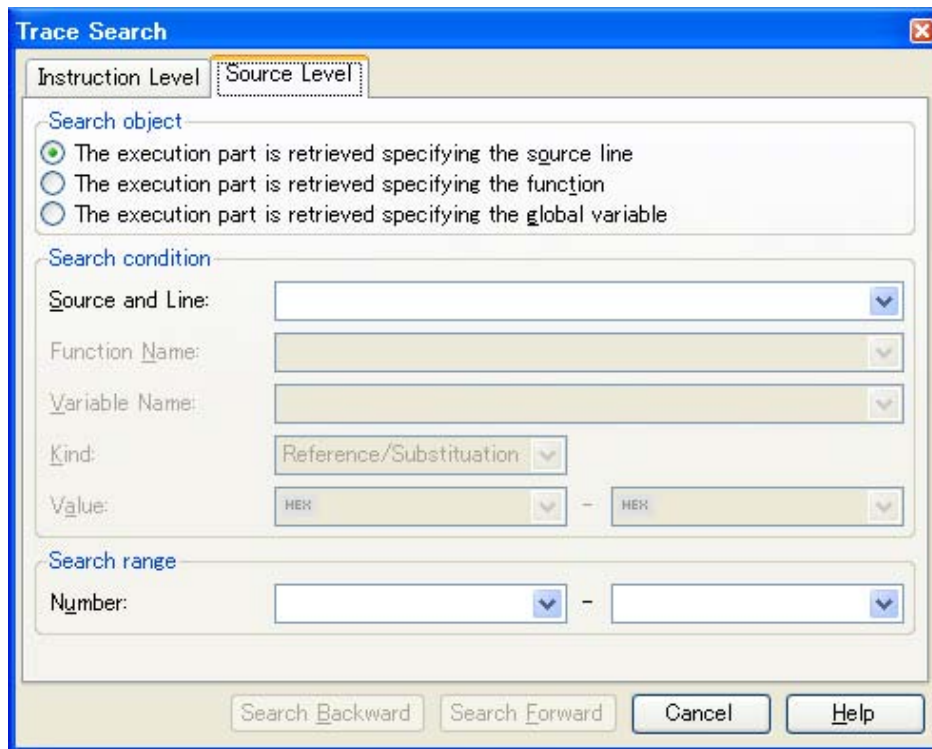 Trace Search
Instruction Level Source Level
Search object
The execution part is retrieved specifying the source line
The execution part is retrieved specifying the function
The execution part is retrieved specifying the global variable
Search condition
Source and Line:
Function Name:
Variable Name:
Kind: Reference/Substituation
Value: HEX - HEX
Search range
Number: -
Search Backward Search Forward Cancel Help